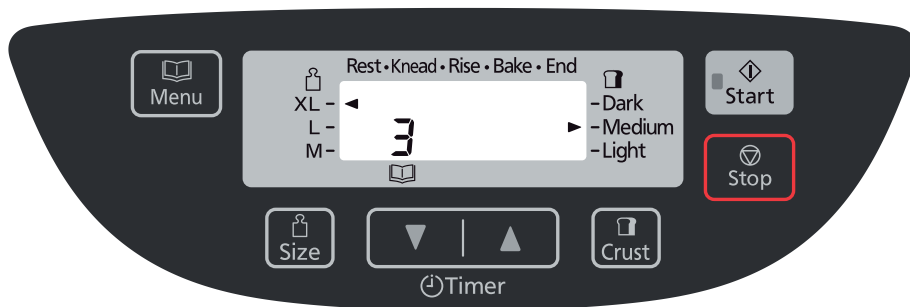 Menu
Rest • Knead • Rise • Bake • End
XL -
L -
M -
3
- Dark
- Medium
- Light
Start
Stop
Size
Timer
Crust